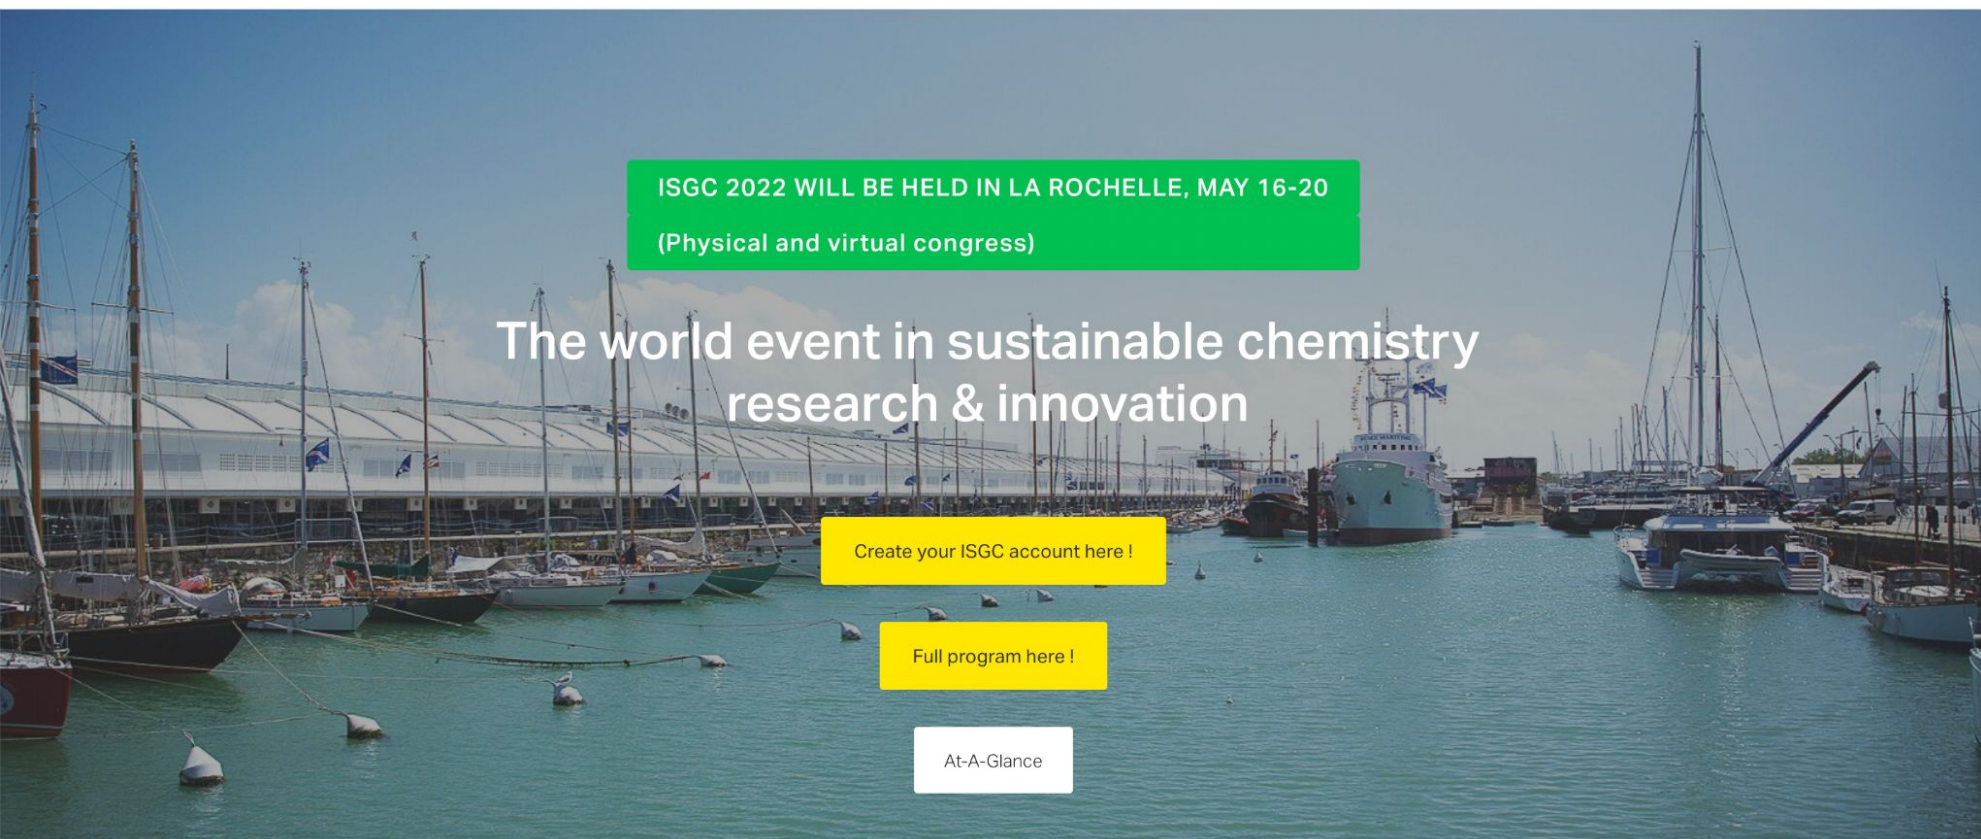 ISGC 2022 WILL BE HELD IN LA ROCHELLE, MAY 16-20
(Physical and virtual congress)
The world event in sustainable chemistry
research & innovation
Create your ISGC account here !
Full program here !
At-A-Glance